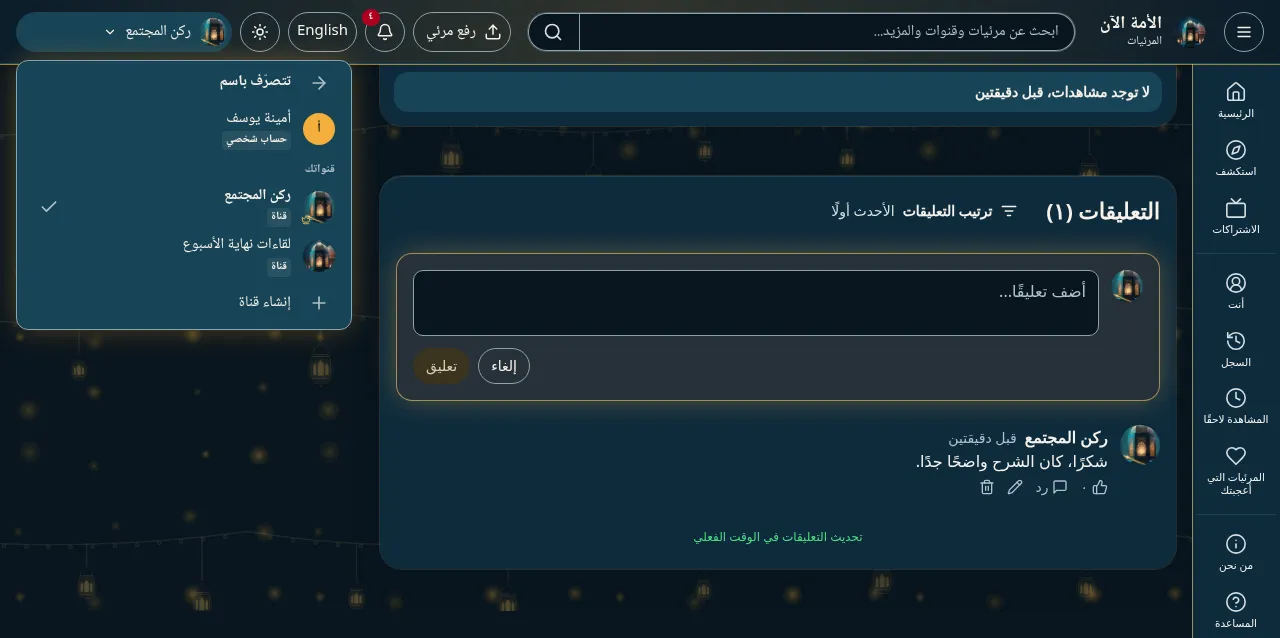 الأمة الآن
المرئيات
ابحث عن مرئيات وقنوات والمزيد...
رفع مرئي
٤
English
ركن المجتمع
الرئيسية
استكشف
الاشتراكات
أنت
السجل
المشاهدة لاحقًا
المرئيات التي
أعجبتك
من نحن
المساعدة
لا توجد مشاهدات، قبل دقيقتين
التعليقات (١)
ترتيب التعليقات الأحدث أولًا
أضف تعليقًا...
إلغاء
تعليق
ركن المجتمع قبل دقيقتين
شكرًا، كان الشرح واضحًا جدًا.
٠
رد
تحديث التعليقات في الوقت الفعلي
تتصرّف باسم
أ
أمينة يوسف
حساب شخصي
قنواتك
ركن المجتمع
قناة
لقاءات نهاية الأسبوع
قناة
إنشاء قناة